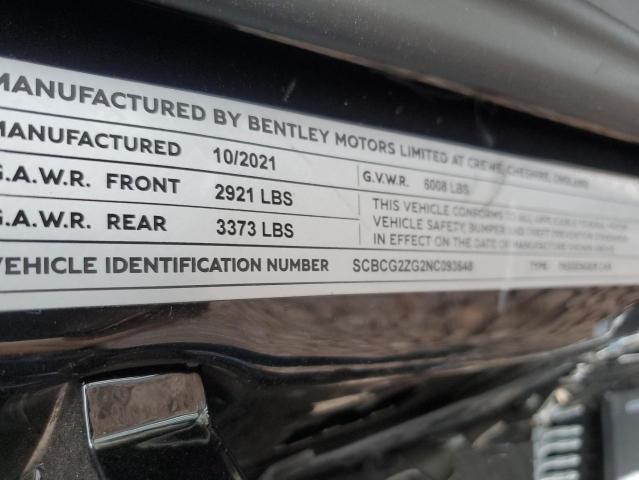 MANUFACTURED BY BENTLEY MOTORS LIMITED AT CREWE, CHESHIRE, ENGLAND
MANUFACTURED 10/2021 G.V.W.R. 6008 LBS
G.A.W.R. FRONT 2921 LBS
G.A.W.R. REAR 3373 LBS
THIS VEHICLE CONFORMS TO ALL APPLICABLE FEDERAL MOTOR
VEHICLE SAFETY, BUMPER AND THEFT PREVENTION STANDARDS
IN EFFECT ON THE DATE OF MANUFACTURE
VEHICLE IDENTIFICATION NUMBER SCBCG2ZG2NC093648 TYPE PASSENGER CAR